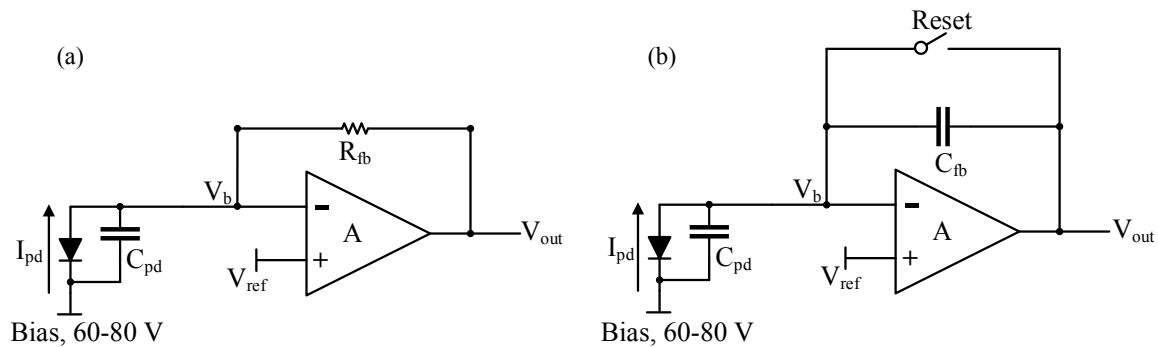 (a)
R_fb
V_b
A
I_pd
C_pd
V_ref
V_out
Bias, 60-80 V
(b)
Reset
C_fb
V_b
A
I_pd
C_pd
V_ref
V_out
Bias, 60-80 V